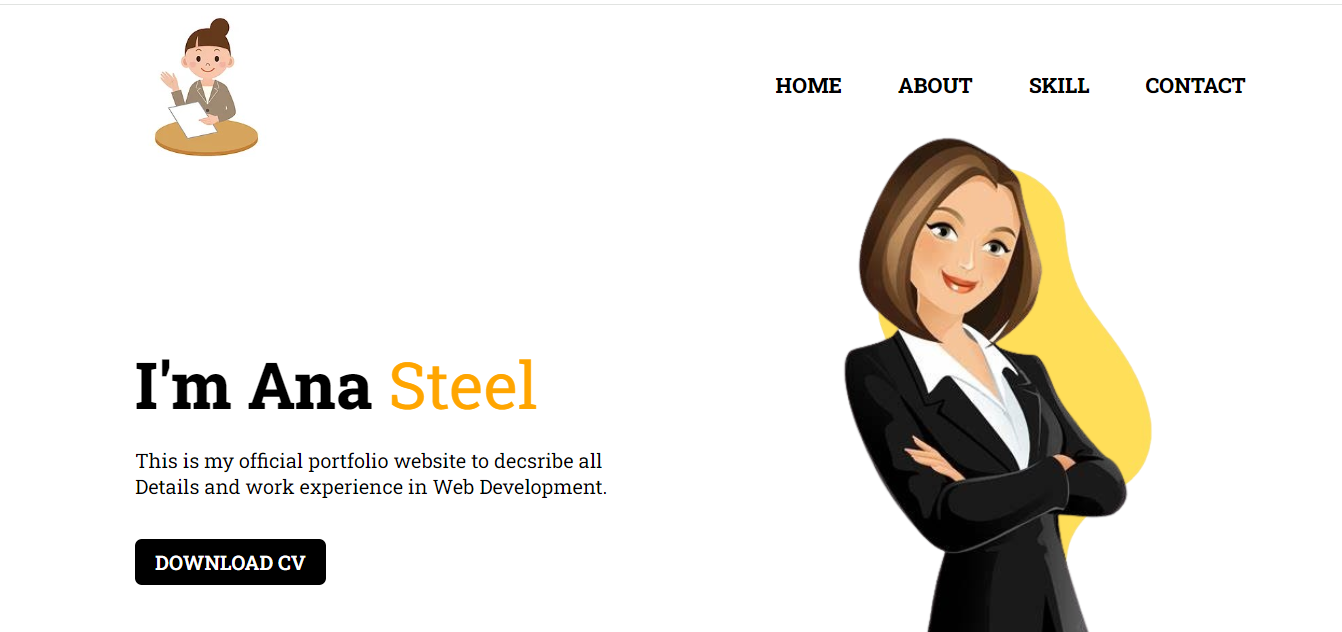 HOME ABOUT SKILL CONTACT
I'm Ana Steel
This is my official portfolio website to decsribe all
Details and work experience in Web Development.
DOWNLOAD CV